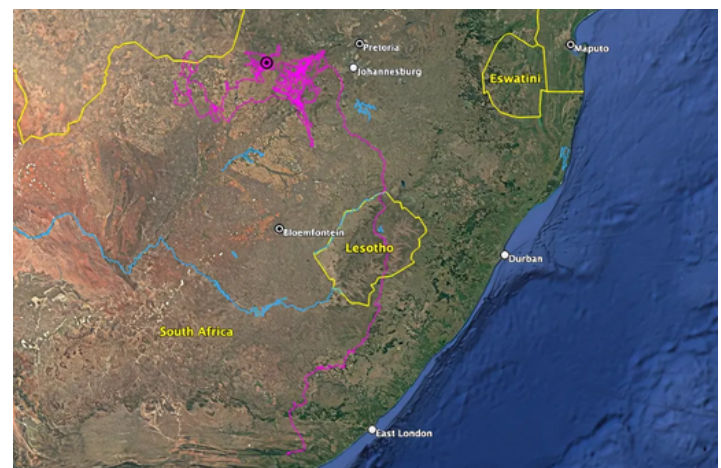 Pretoria
Johannesburg
Maputo
Eswatini
Bloemfontein
Lesotho
Durban
South Africa
East London